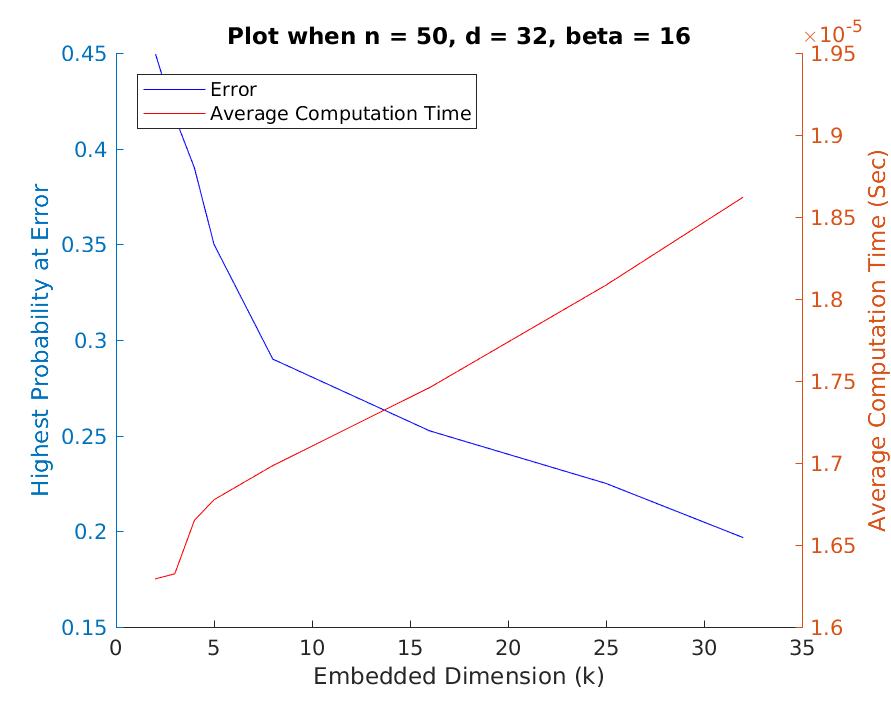 Plot when n = 50, d = 32, beta = 16
×10-5
Error
Average Computation Time
Highest Probability at Error
0.45
0.4
0.35
0.3
0.25
0.2
0.15
1.95
1.9
1.85
1.8
1.75
1.7
1.65
1.6
Average Computation Time (Sec)
0 5 10 15 20 25 30 35
Embedded Dimension (k)